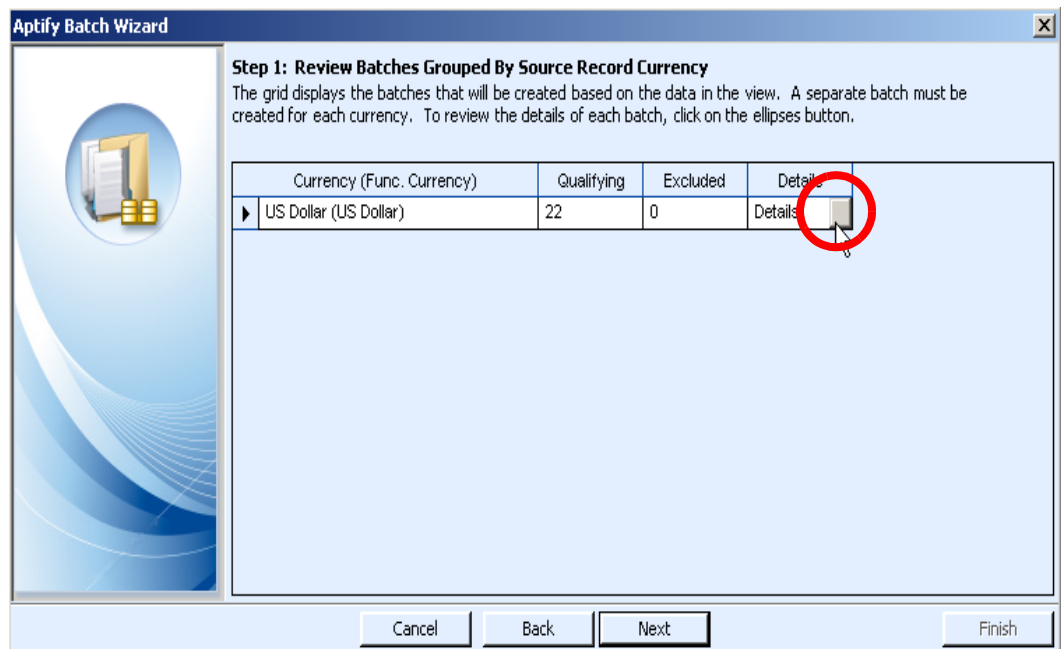 Aptify Batch Wizard
Step 1: Review Batches Grouped By Source Record Currency
The grid displays the batches that will be created based on the data in the view. A separate batch must be
created for each currency. To review the details of each batch, click on the ellipses button.
Currency (Func. Currency) Qualifying Excluded Details
US Dollar (US Dollar) 22 0 Details
Cancel Back Next Finish